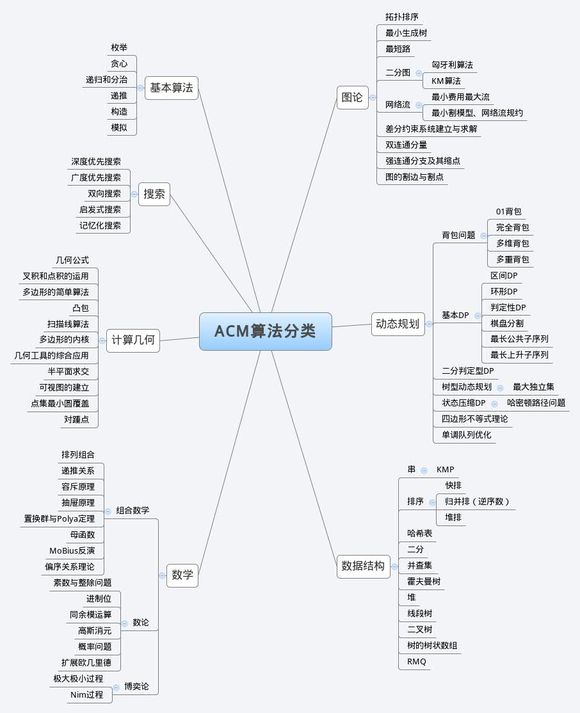 ACM算法分类
基本算法
枚举
贪心
递归和分治
递推
构造
模拟
搜索
深度优先搜索
广度优先搜索
双向搜索
启发式搜索
记忆化搜索
计算几何
几何公式
叉积和点积的运用
多边形的简单算法
凸包
扫描线算法
多边形的内核
几何工具的综合应用
半平面求交
可视图的建立
点集最小圆覆盖
对踵点
数学
组合数学
排列组合
递推关系
容斥原理
抽屉原理
置换群与Polya定理
母函数
MoBius反演
偏序关系理论
数论
素数与整除问题
进制位
同余模运算
高斯消元
概率问题
扩展欧几里德
博奕论
极大极小过程
Nim过程
图论
拓扑排序
最小生成树
最短路
二分图
匈牙利算法
KM算法
网络流
最小费用最大流
最小割模型、网络流规约
差分约束系统建立与求解
双连通分量
强连通分支及其缩点
图的割边与割点
动态规划
背包问题
01背包
完全背包
多维背包
多重背包
基本DP
区间DP
环形DP
判定性DP
棋盘分割
最长公共子序列
最长上升子序列
二分判定型DP
树型动态规划
最大独立集
状态压缩DP
哈密顿路径问题
四边形不等式理论
单调队列优化
数据结构
串
KMP
排序
快排
归并排（逆序数）
堆排
哈希表
二分
并查集
霍夫曼树
堆
线段树
二叉树
树的树状数组
RMQ